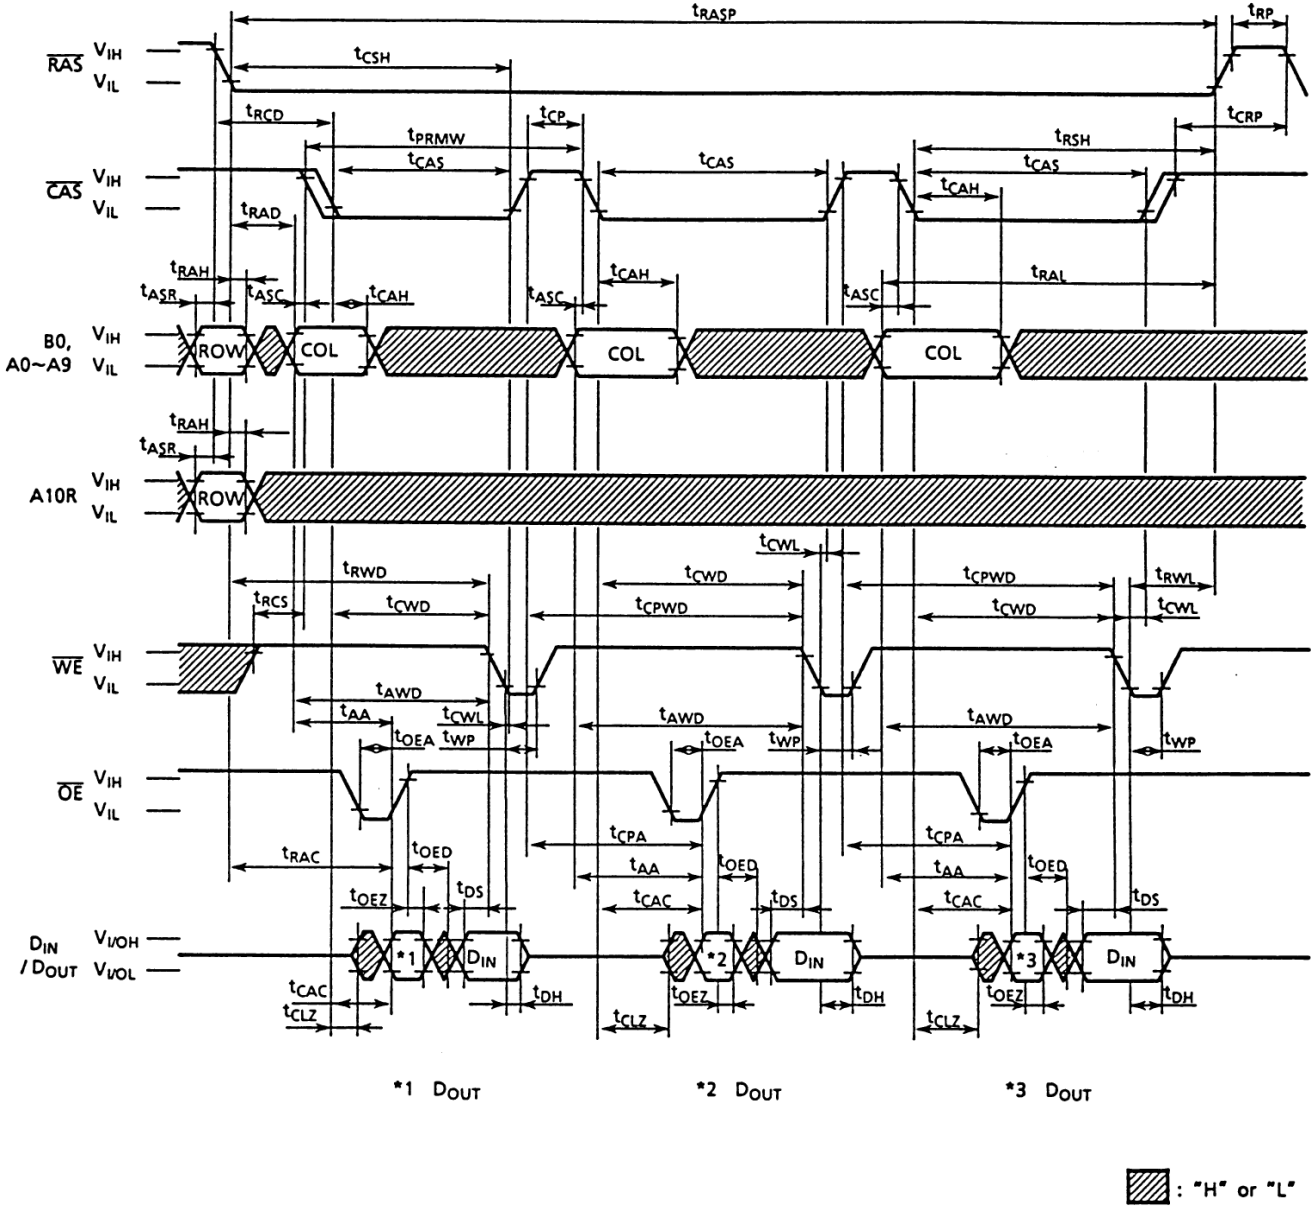 tRASP tRP
RAS VIH
VIL
tCSH
tRCD tCP tCRP
tPRMW tRSH
CAS VIH
VIL
tCAS tCAS tCAS
tRAD tCAH
tRAH tCAH tRAL
tASR tASC tCAH tASC tASC
B0,
A0~A9
VIH
VIL
ROW COL COL COL
tRAH
tASR
A10R VIH
VIL
ROW
tCWL
tRWD tCWD tCPWD tRWL
tRCS tCWD tCPWD tCWD tCWL
WE VIH
VIL
tAWD
tAA tCWL tAWD tAWD
tOEA tWP tOEA tWP tOEA tWP
OE VIH
VIL
tCPA tCPA
tRAC tOED tAA tOED tAA tOED
tOEZ tDS tCAC tDS tCAC tDS
DIN
/DOUT
VI/OH
VI/OL
*1 DIN *2 DIN *3 DIN
tCAC tDH tOEZ tDH tOEZ tDH
tCLZ tCLZ tCLZ
*1 DOUT *2 DOUT *3 DOUT
: "H" or "L"